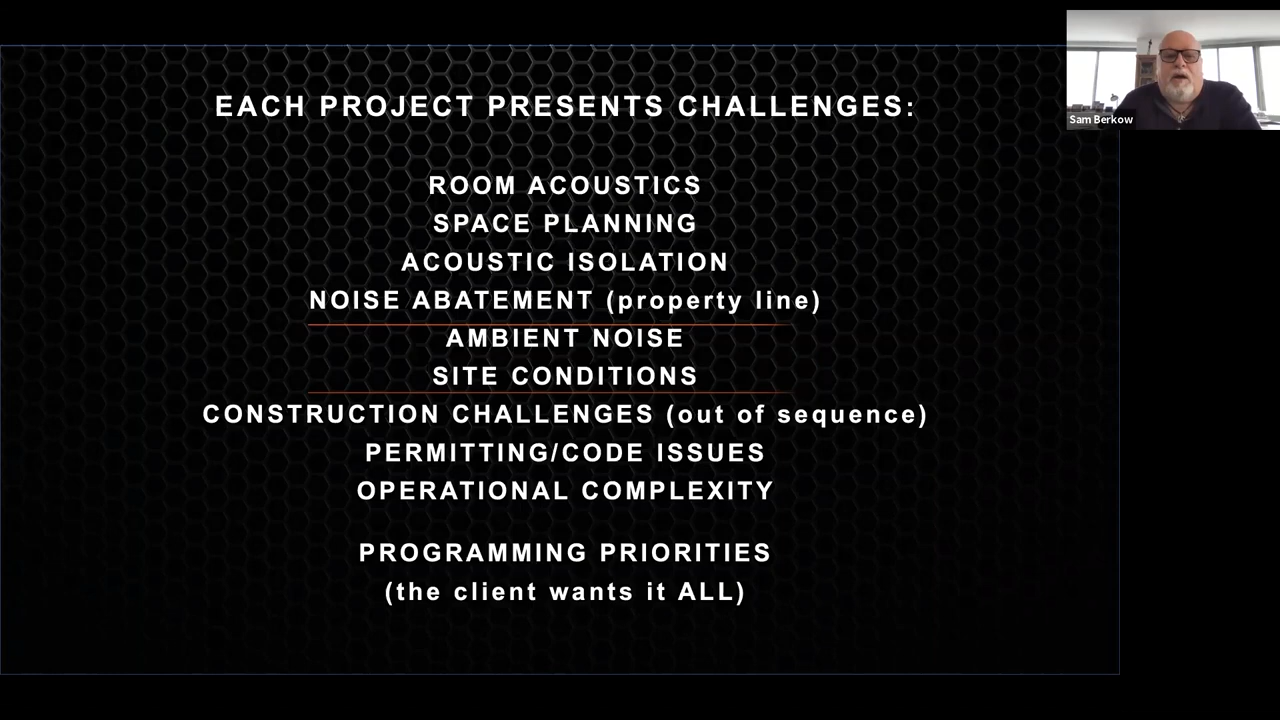 EACH PROJECT PRESENTS CHALLENGES:
ROOM ACOUSTICS
SPACE PLANNING
ACOUSTIC ISOLATION
NOISE ABATEMENT (property line)
AMBIENT NOISE
SITE CONDITIONS
CONSTRUCTION CHALLENGES (out of sequence)
PERMITTING/CODE ISSUES
OPERATIONAL COMPLEXITY
PROGRAMMING PRIORITIES
(the client wants it ALL)
Sam Berkow